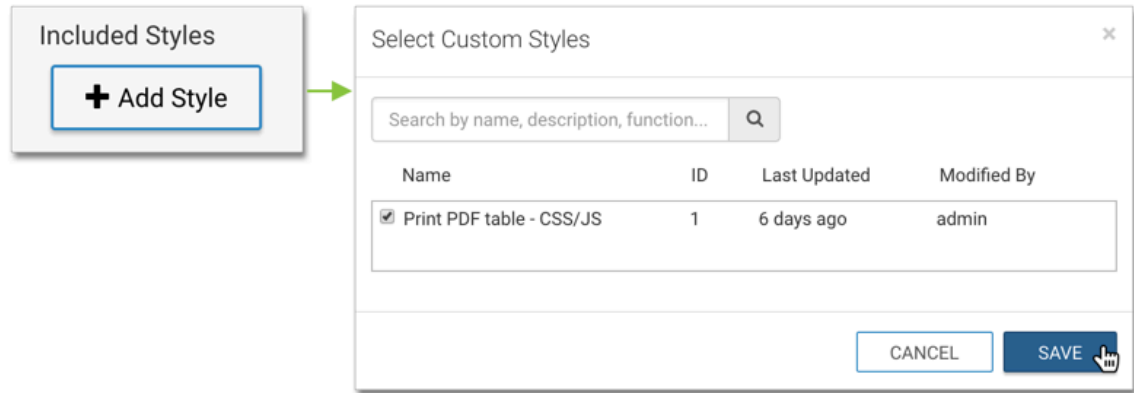 Included Styles
Add Style
Select Custom Styles
Search by name, description, function...
Name ID Last Updated Modified By
Print PDF table - CSS/JS 1 6 days ago admin
CANCEL SAVE